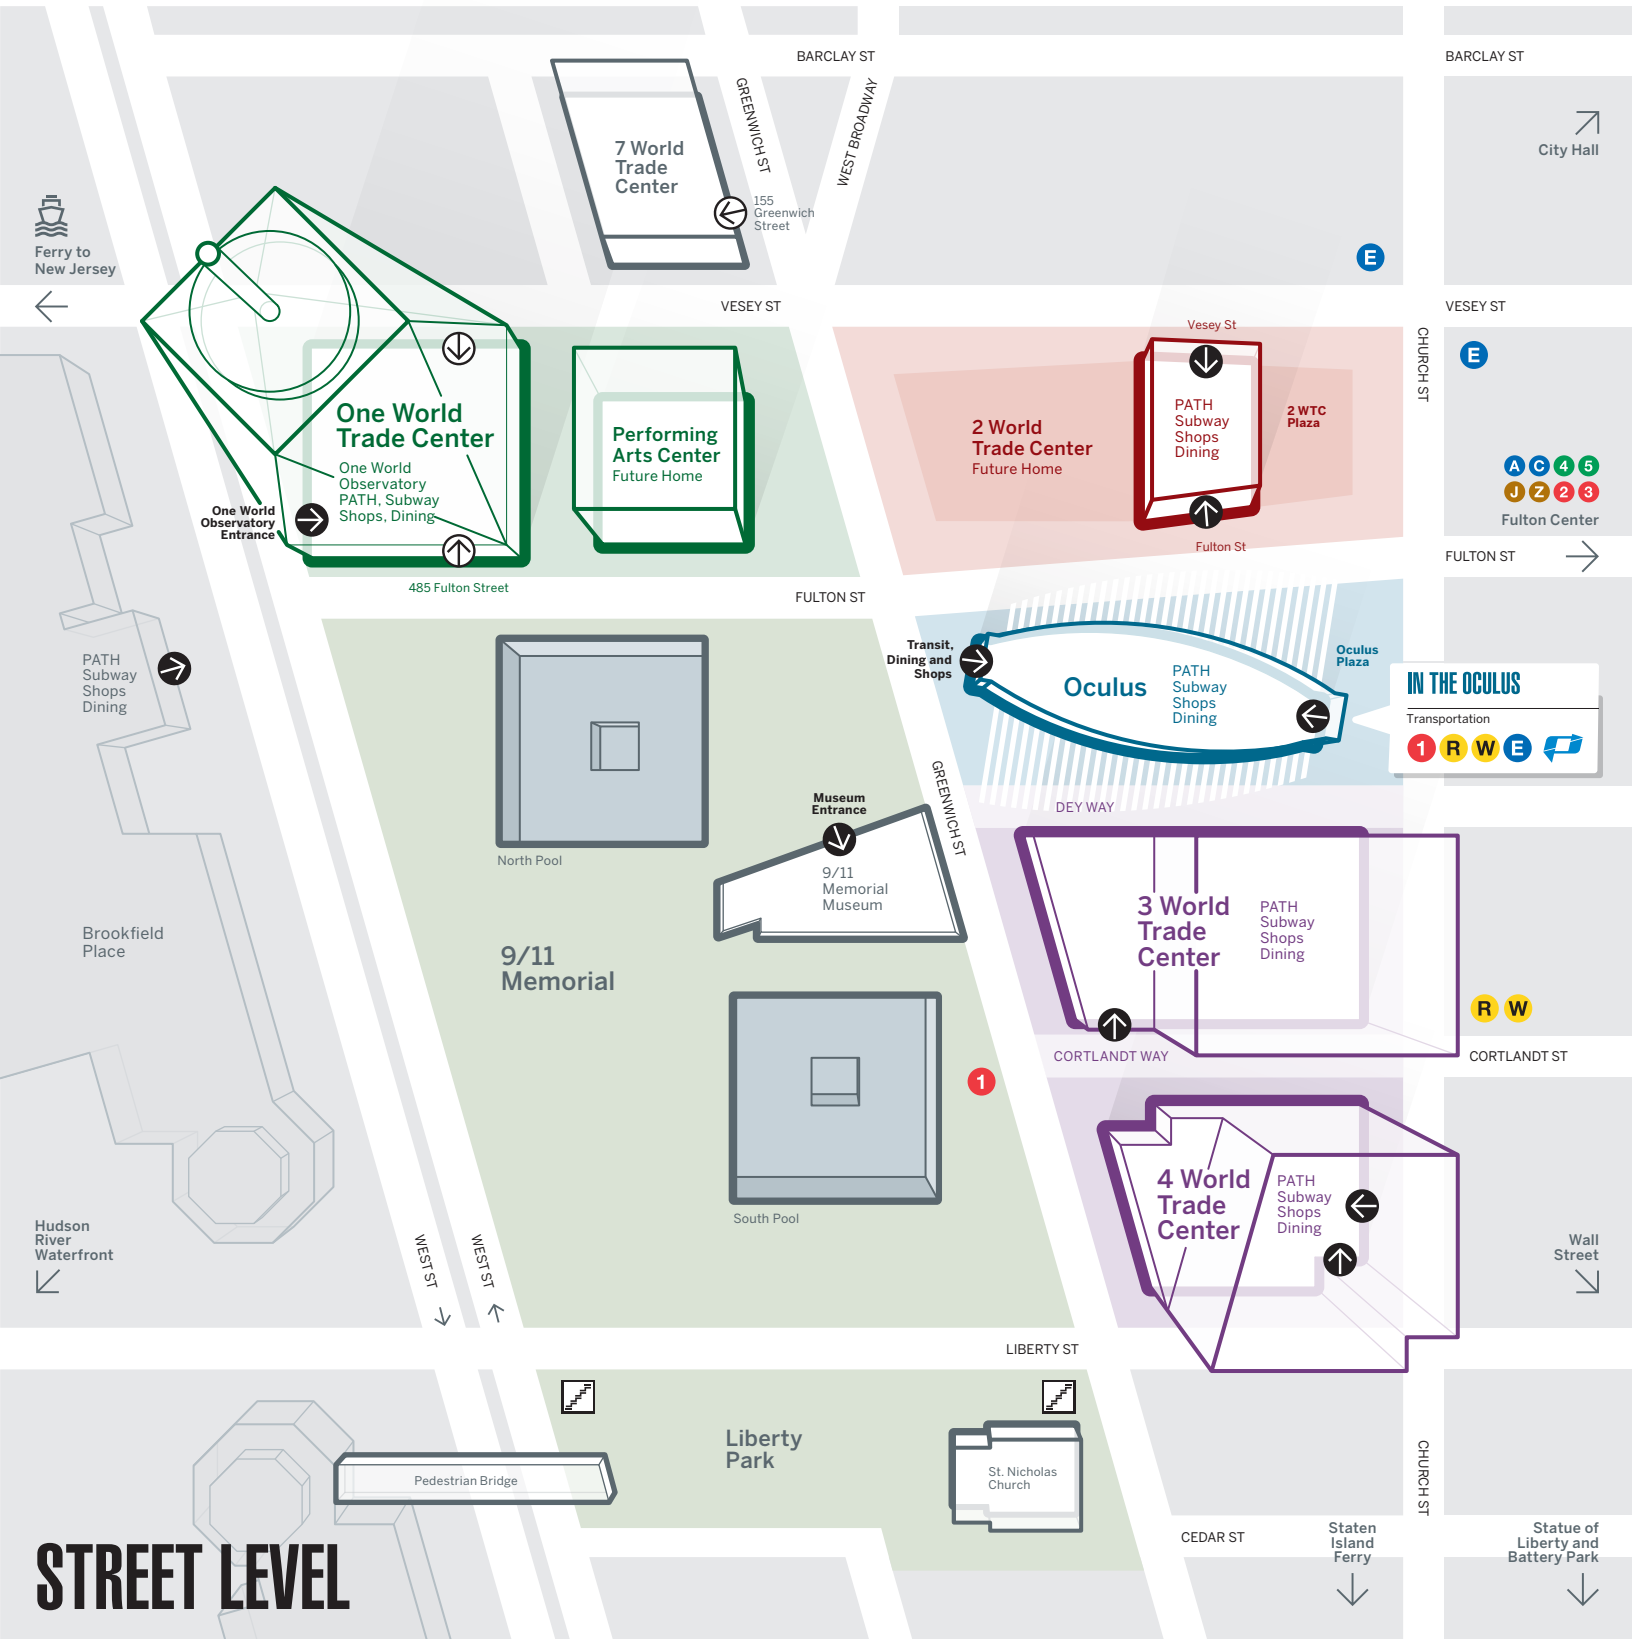 BARCLAY ST
BARCLAY ST
GREENWICH ST
WEST BROADWAY
7 World
Trade
Center
155
Greenwich
Street
City Hall
Ferry to
New Jersey
E
VESEY ST
VESEY ST
Vesey St
CHURCH ST
E
One World
Trade Center
One World
Observatory
PATH, Subway
Shops, Dining
One World
Observatory
Entrance
485 Fulton Street
Performing
Arts Center
Future Home
2 World
Trade Center
Future Home
PATH
Subway
Shops
Dining
2 WTC
Plaza
Fulton St
A C 4 5
J Z 2 3
Fulton Center
FULTON ST
FULTON ST
PATH
Subway
Shops
Dining
Transit,
Dining and
Shops
Oculus
PATH
Subway
Shops
Dining
Oculus
Plaza
IN THE OCULUS
Transportation
1 R W E
North Pool
GREENWICH ST
Museum
Entrance
9/11
Memorial
Museum
DEY WAY
3 World
Trade
Center
PATH
Subway
Shops
Dining
Brookfield
Place
9/11
Memorial
R W
CORTLANDT WAY
CORTLANDT ST
1
4 World
Trade
Center
PATH
Subway
Shops
Dining
South Pool
Hudson
River
Waterfront
WEST ST
WEST ST
Wall
Street
LIBERTY ST
Liberty
Park
Pedestrian Bridge
St. Nicholas
Church
CHURCH ST
CEDAR ST
Staten
Island
Ferry
Statue of
Liberty and
Battery Park
STREET LEVEL